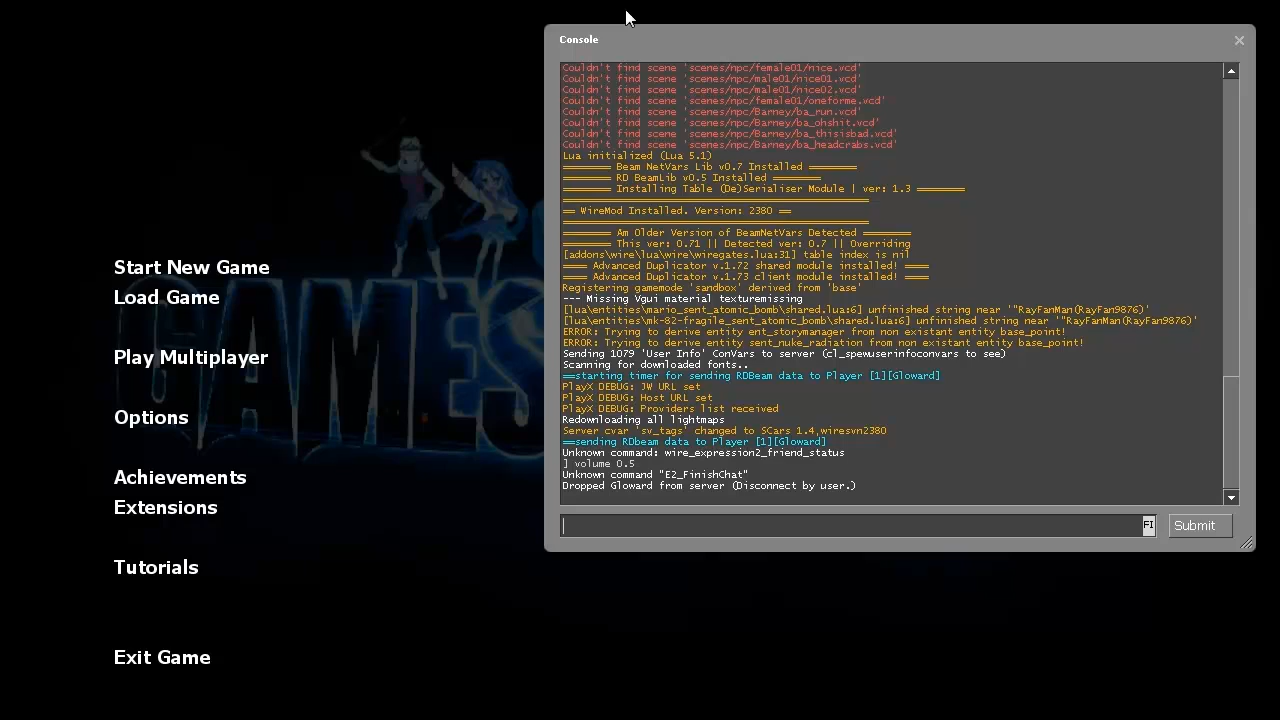 Start New Game
Load Game
Play Multiplayer
Options
Achievements
Extensions
Tutorials
Exit Game
GAMES
Console
Couldn't find scene 'scenes/npc/female01/nice.vcd'
Couldn't find scene 'scenes/npc/male01/nice01.vcd'
Couldn't find scene 'scenes/npc/male01/nice02.vcd'
Couldn't find scene 'scenes/npc/female01/oneforme.vcd'
Couldn't find scene 'scenes/npc/Barney/ba_run.vcd'
Couldn't find scene 'scenes/npc/Barney/ba_ohshit.vcd'
Couldn't find scene 'scenes/npc/Barney/ba_thisisbad.vcd'
Couldn't find scene 'scenes/npc/Barney/ba_headcrabs.vcd'
Lua initialized (Lua 5.1)
======== Beam NetVars Lib v0.7 Installed ========
======== RD BeamLib v0.5 Installed ========
======== Installing Table (De)Serialiser Module | ver: 1.3 ========
===================================================
== WireMod Installed. Version: 2380 ==
===================================================
======== Am Older Version of BeamNetVars Detected ========
======== This ver: 0.71 || Detected ver: 0.7 || Overriding
[addons\wire\lua\wire\wiregates.lua:31] table index is nil
==== Advanced Duplicator v.1.72 shared module installed! ====
==== Advanced Duplicator v.1.73 client module installed! ====
Registering gamemode 'sandbox' derived from 'base'
--- Missing Vgui material texturemissing
[lua\entities\mario_sent_atomic_bomb\shared.lua:6] unfinished string near '"RayFanMan(RayFan9876)'
[lua\entities\mk-82-fragile_sent_atomic_bomb\shared.lua:6] unfinished string near '"RayFanMan(RayFan9876)'
ERROR: Trying to derive entity ent_storymanager from non existant entity base_point!
ERROR: Trying to derive entity sent_nuke_radiation from non existant entity base_point!
Sending 1079 'User Info' ConVars to server (cl_spewuserinfoconvars to see)
Scanning for downloaded fonts..
==starting timer for sending RDBeam data to Player [1][Gloward]
PlayX DEBUG: JW URL set
PlayX DEBUG: Host URL set
PlayX DEBUG: Providers list received
Redownloading all lightmaps
Server cvar 'sv_tags' changed to SCars 1.4,wiresvn2380
==sending RDbeam data to Player [1][Gloward]
Unknown command: wire_expression2_friend_status
] volume 0.5
Unknown command "E2_FinishChat"
Dropped Gloward from server (Disconnect by user.)
FI
Submit